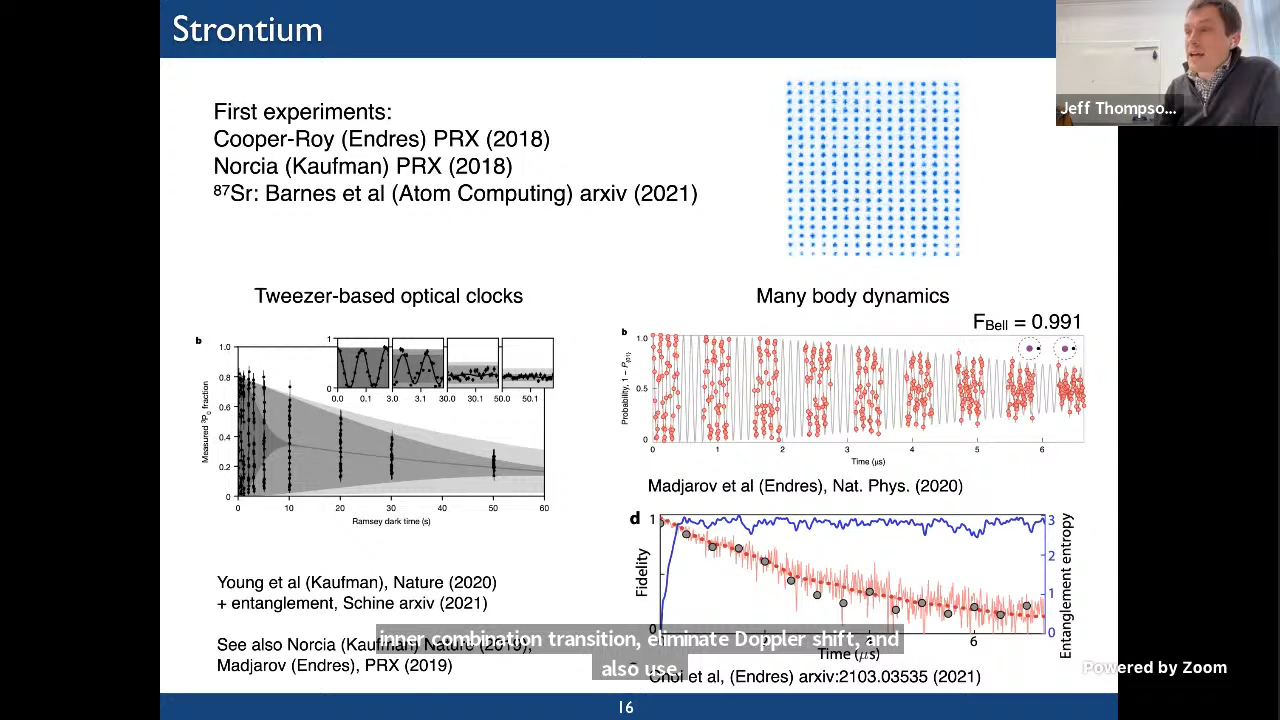 Strontium
Jeff Thompso...
First experiments:
Cooper-Roy (Endres) PRX (2018)
Norcia (Kaufman) PRX (2018)
⁸⁷Sr: Barnes et al (Atom Computing) arxiv (2021)
Tweezer-based optical clocks
b
Measured ³P₀ fraction
1.0
0.8
0.6
0.4
0.2
0
1
0
0.0 0.1 3.0 3.1 30.0 30.1 50.0 50.1
0 10 20 30 40 50 60
Ramsey dark time (s)
Young et al (Kaufman), Nature (2020)
+ entanglement, Schine arxiv (2021)
See also Norcia (Kaufman) Nature (2019),
Madjarov (Endres), PRX (2019)
Many body dynamics
F_Bell = 0.991
b
Probability, 1 −
1.0
0.5
0
0 1 2 3 4 5 6
Time (μs)
Madjarov et al (Endres), Nat. Phys. (2020)
d
Fidelity
1
0
3
2
1
0
Entanglement entropy
6
Time (μs)
Choi et al, (Endres) arxiv:2103.03535 (2021)
inner combination transition, eliminate Doppler shift, and
also use
Powered by Zoom
16